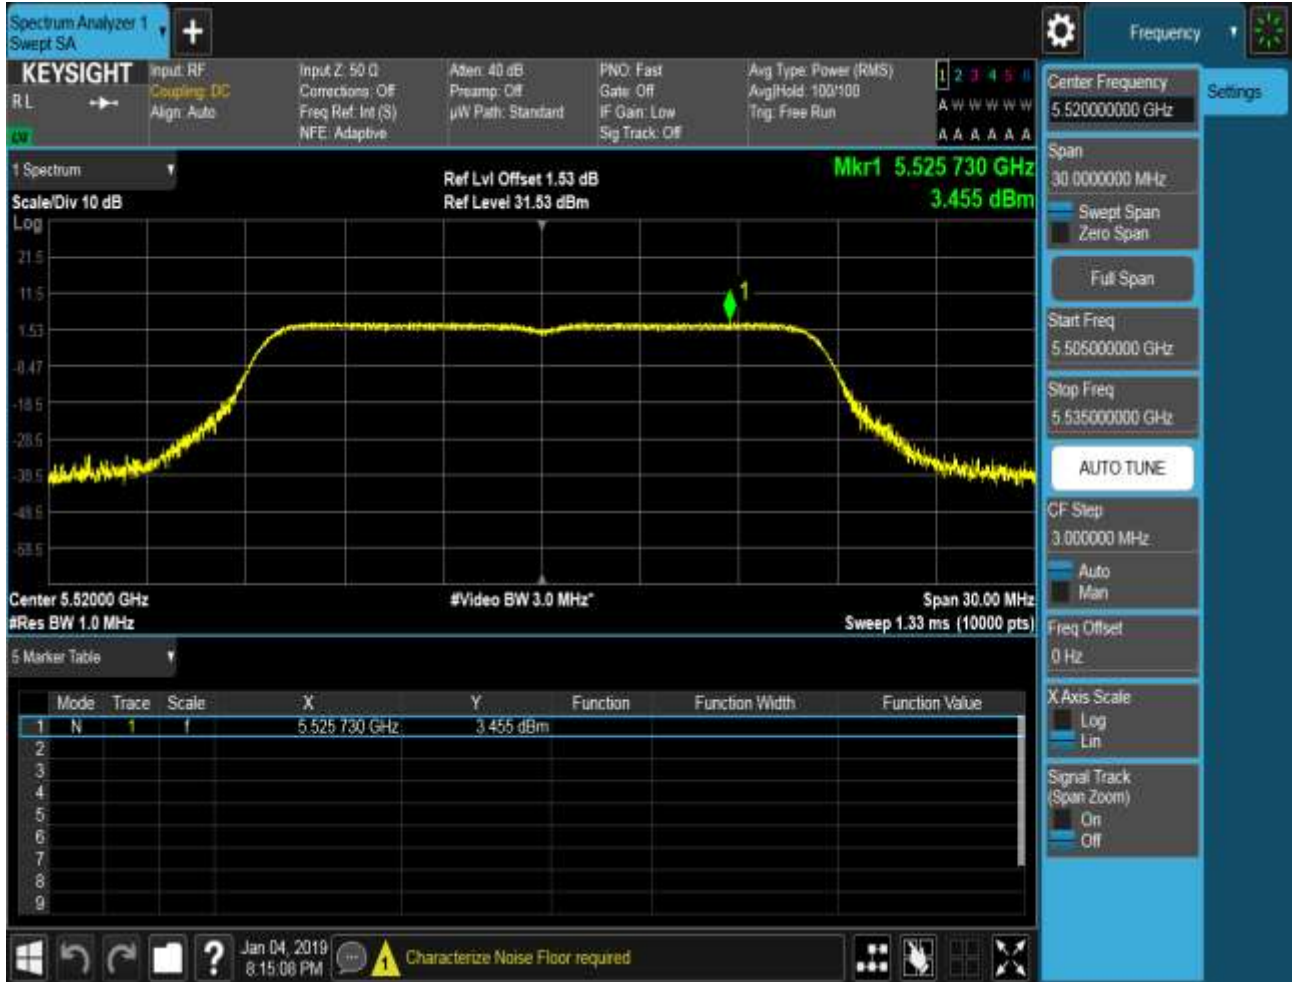 Spectrum Analyzer 1
Swept SA
+
Frequency
KEYSIGHT
RL
LXI
Input: RF
Coupling: DC
Align: Auto
Input Z: 50 Ω
Corrections: Off
Freq Ref: Int (S)
NFE: Adaptive
Atten: 40 dB
Preamp: Off
µW Path: Standard
PNO: Fast
Gate: Off
IF Gain: Low
Sig Track: Off
Avg Type: Power (RMS)
Avg|Hold: 100/100
Trig: Free Run
1 2 3 4 5 6
A W W W W W
A A A A A A
1 Spectrum
Scale/Div 10 dB
Ref Lvl Offset 1.53 dB
Ref Level 31.53 dBm
Mkr1 5.525 730 GHz
3.455 dBm
Log
21.5
11.5
1.53
-8.47
-18.5
-28.5
-38.5
-48.5
-58.5
1
Center 5.52000 GHz
#Res BW 1.0 MHz
#Video BW 3.0 MHz*
Span 30.00 MHz
Sweep 1.33 ms (10000 pts)
5 Marker Table
Mode Trace Scale X Y Function Function Width Function Value
1 N 1 f 5.525 730 GHz 3.455 dBm
2
3
4
5
6
7
8
9
?
Jan 04, 2019
8:15:08 PM
1
Characterize Noise Floor required
Center Frequency
5.520000000 GHz
Settings
Span
30.0000000 MHz
Swept Span
Zero Span
Full Span
Start Freq
5.505000000 GHz
Stop Freq
5.535000000 GHz
AUTO TUNE
CF Step
3.000000 MHz
Auto
Man
Freq Offset
0 Hz
X Axis Scale
Log
Lin
Signal Track
(Span Zoom)
On
Off